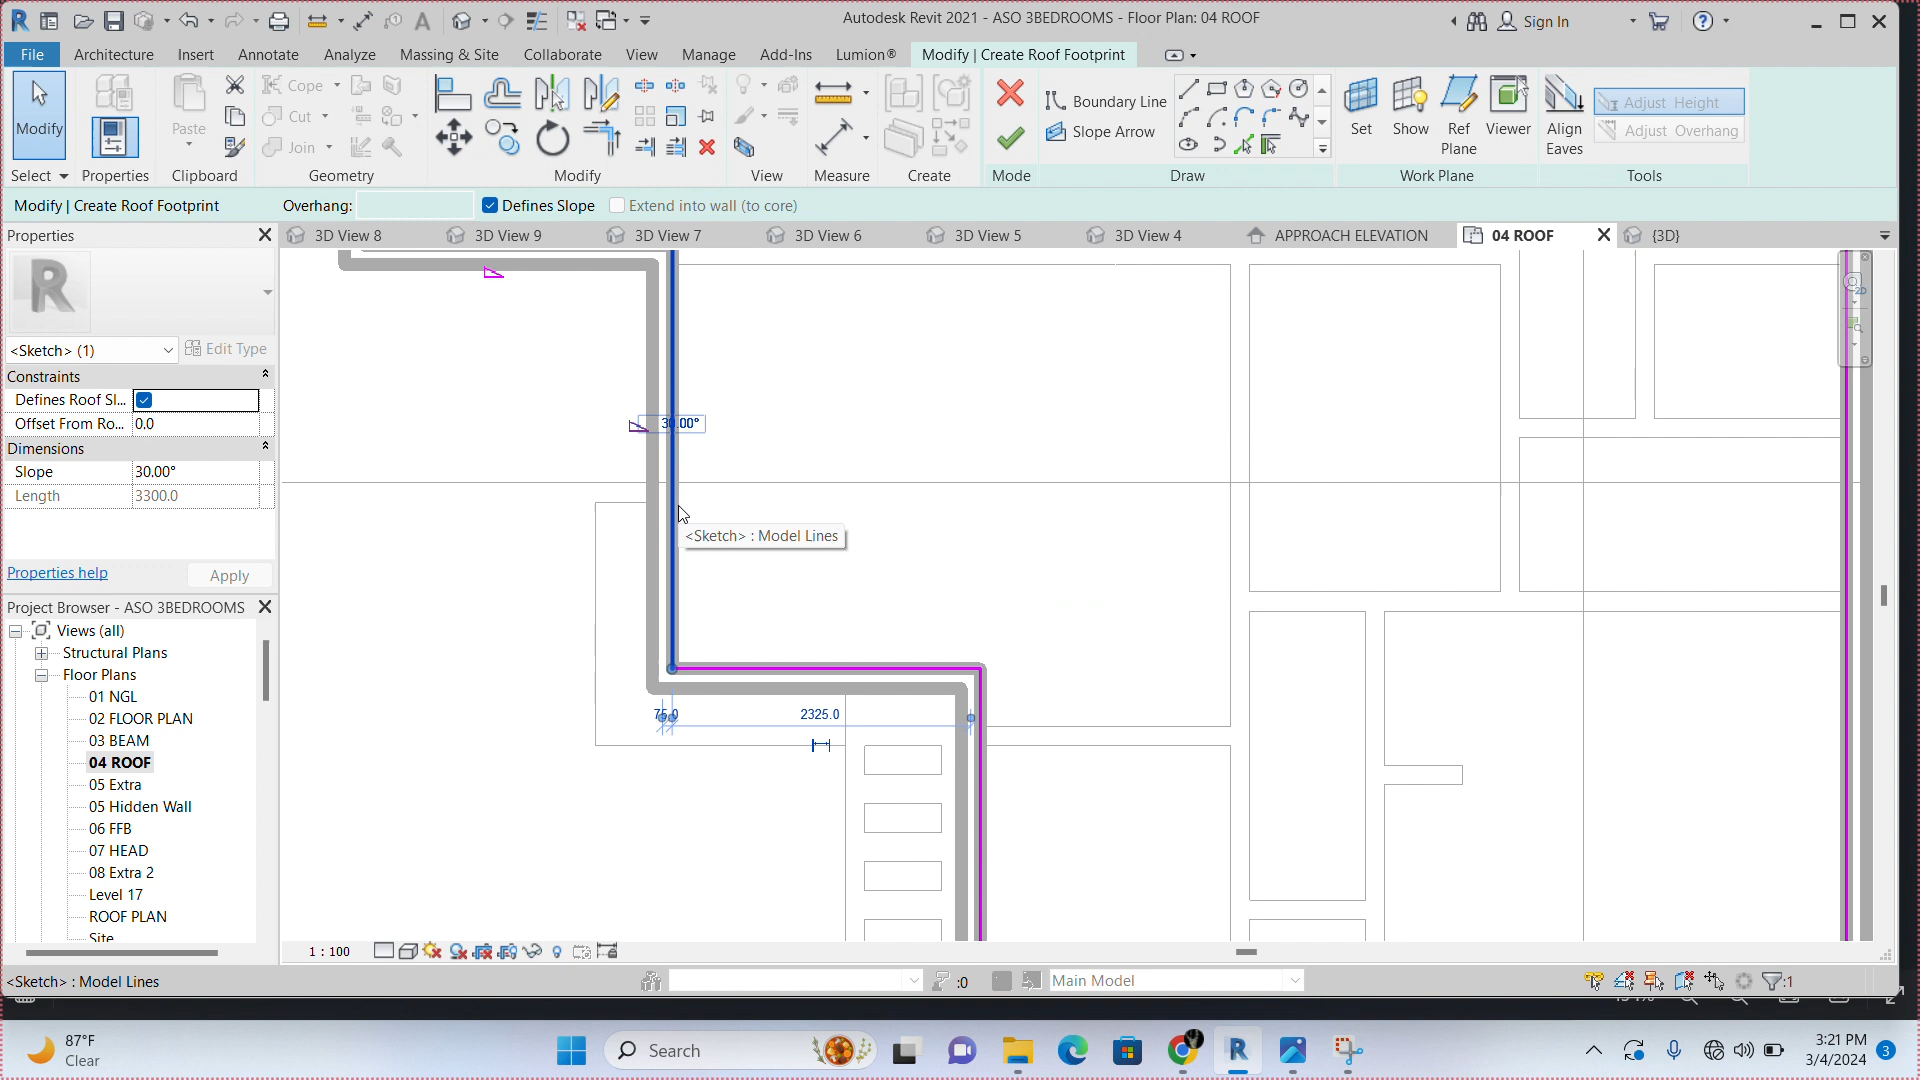 Autodesk Revit 2021 - ASO 3BEDROOMS - Floor Plan: 04 ROOF
Sign In
File Architecture Insert Annotate Analyze Massing & Site Collaborate View Manage Add-Ins Lumion® Modify | Create Roof Footprint
Modify
Paste
Cope
Cut
Join
Boundary Line
Slope Arrow
Set Show Ref Plane Viewer
Align Eaves
Adjust Height
Adjust Overhang
Select Properties Clipboard Geometry Modify View Measure Create Mode Draw Work Plane Tools
Modify | Create Roof Footprint Overhang: Defines Slope Extend into wall (to core)
Properties
3D View 8 3D View 9 3D View 7 3D View 6 3D View 5 3D View 4 APPROACH ELEVATION 04 ROOF {3D}
<Sketch> (1) Edit Type
Constraints
Defines Roof Sl...
Offset From Ro... 0.0
Dimensions
Slope 30.00°
Length 3300.0
Properties help Apply
Project Browser - ASO 3BEDROOMS
Views (all)
Structural Plans
Floor Plans
01 NGL
02 FLOOR PLAN
03 BEAM
04 ROOF
05 Extra
05 Hidden Wall
06 FFB
07 HEAD
08 Extra 2
Level 17
ROOF PLAN
Site
30.00°
<Sketch> : Model Lines
75.0 2325.0
2D
1 : 100
<Sketch> : Model Lines
:0
Main Model
:1
87°F
Clear
Search
3:21 PM
3/4/2024
3